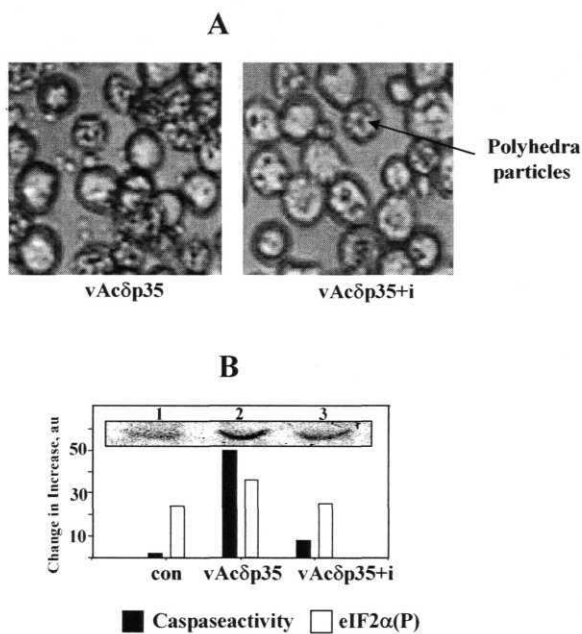 A
Polyhedra
particles
vAcδp35
vAcδp35+i
B
Change in Increase, au
50
30
10
1
2
3
con
vAcδp35
vAcδp35+i
Caspaseactivity
eIF2α(P)